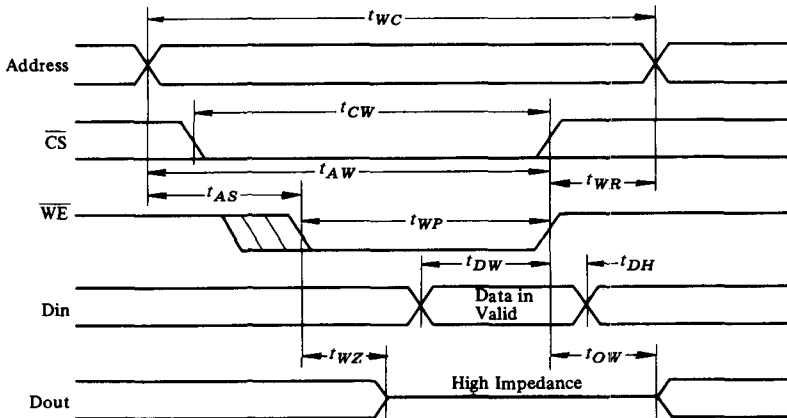 tWC
Address
tCW
CS
tAW
tAS
tWR
WE
tWP
tDW
tDH
Din
Data in
Valid
tWZ
tOW
High Impedance
Dout